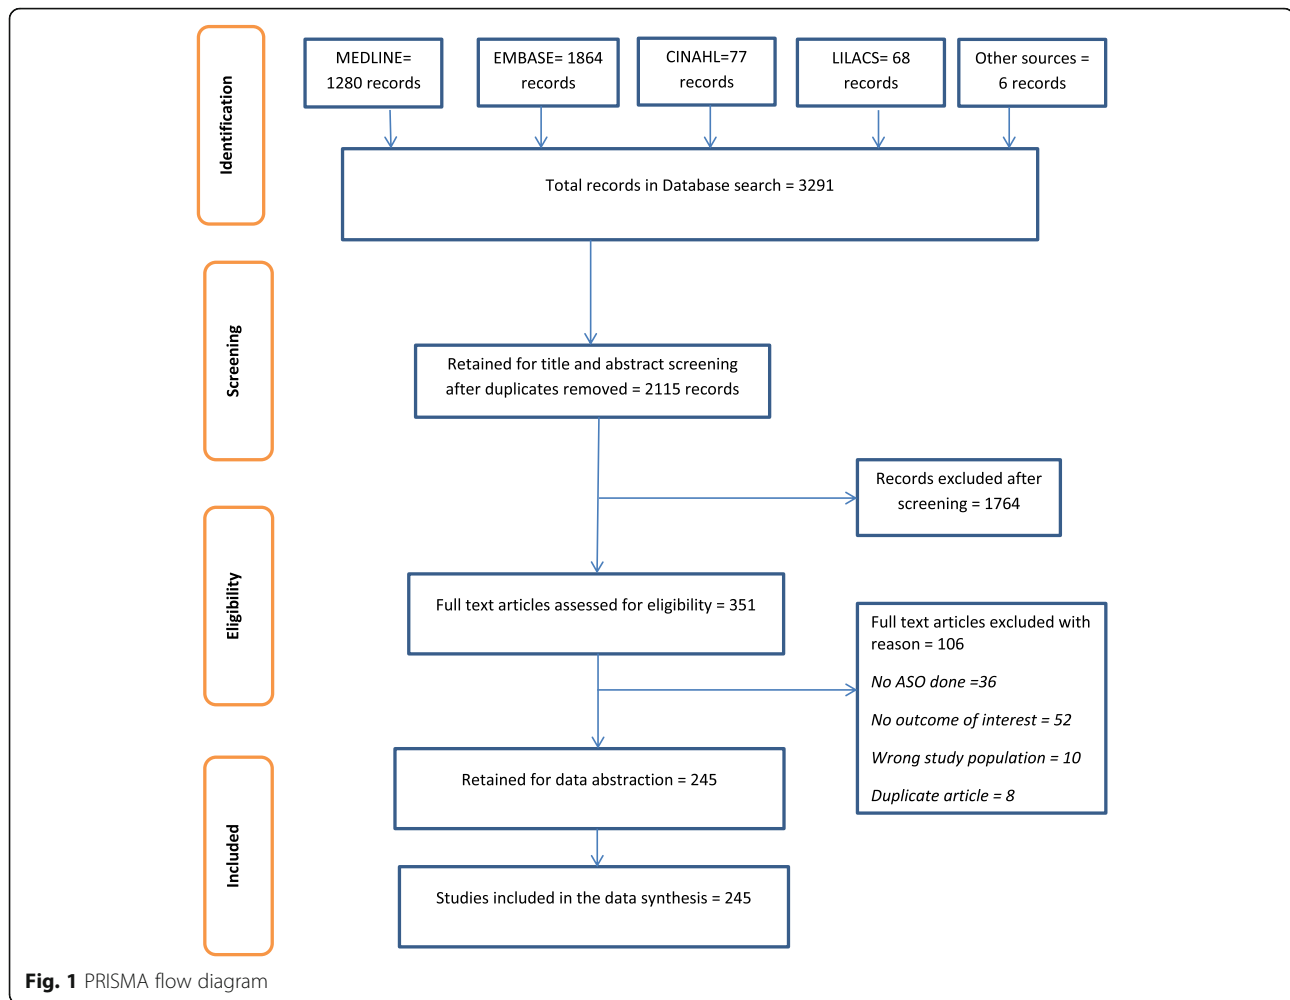 Identification
MEDLINE=
1280 records
EMBASE= 1864
records
CINAHL=77
records
LILACS= 68
records
Other sources =
6 records
Total records in Database search = 3291
Screening
Retained for title and abstract screening
after duplicates removed = 2115 records
Records excluded after
screening = 1764
Eligibility
Full text articles assessed for eligibility = 351
Full text articles excluded with
reason = 106
No ASO done =36
No outcome of interest = 52
Wrong study population = 10
Duplicate article = 8
Included
Retained for data abstraction = 245
Studies included in the data synthesis = 245
Fig. 1 PRISMA flow diagram